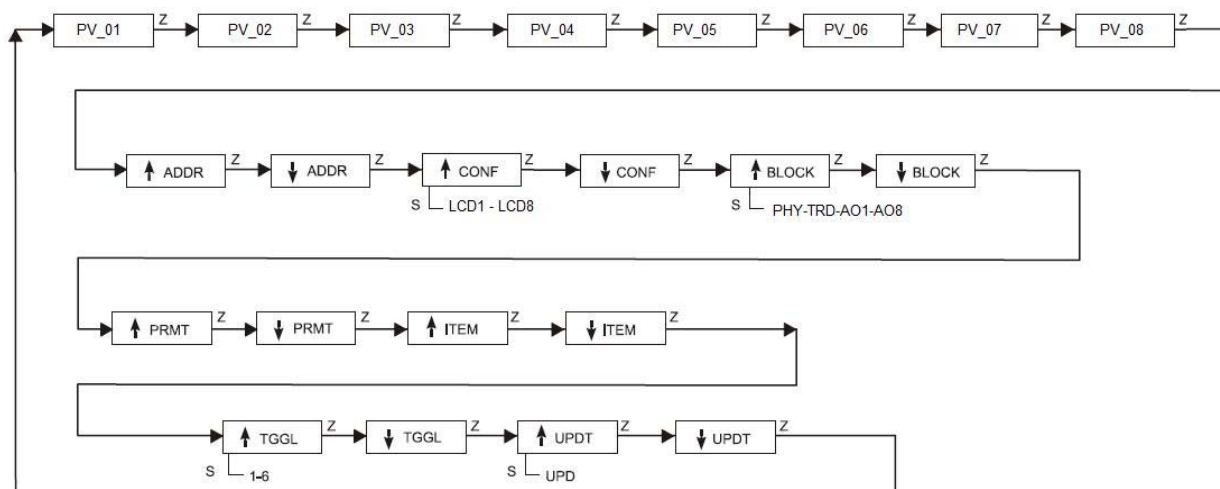 Z Z Z Z Z Z Z Z
PV_01 PV_02 PV_03 PV_04 PV_05 PV_06 PV_07 PV_08
Z Z Z Z Z Z
ADDR ADDR CONF CONF BLOCK BLOCK
S LCD1 - LCD8 S PHY-TRD-AO1-AO8
Z Z Z Z
PRMT PRMT ITEM ITEM
Z Z Z Z
TGGL TGGL UPDT UPDT
S 1-6 S UPD